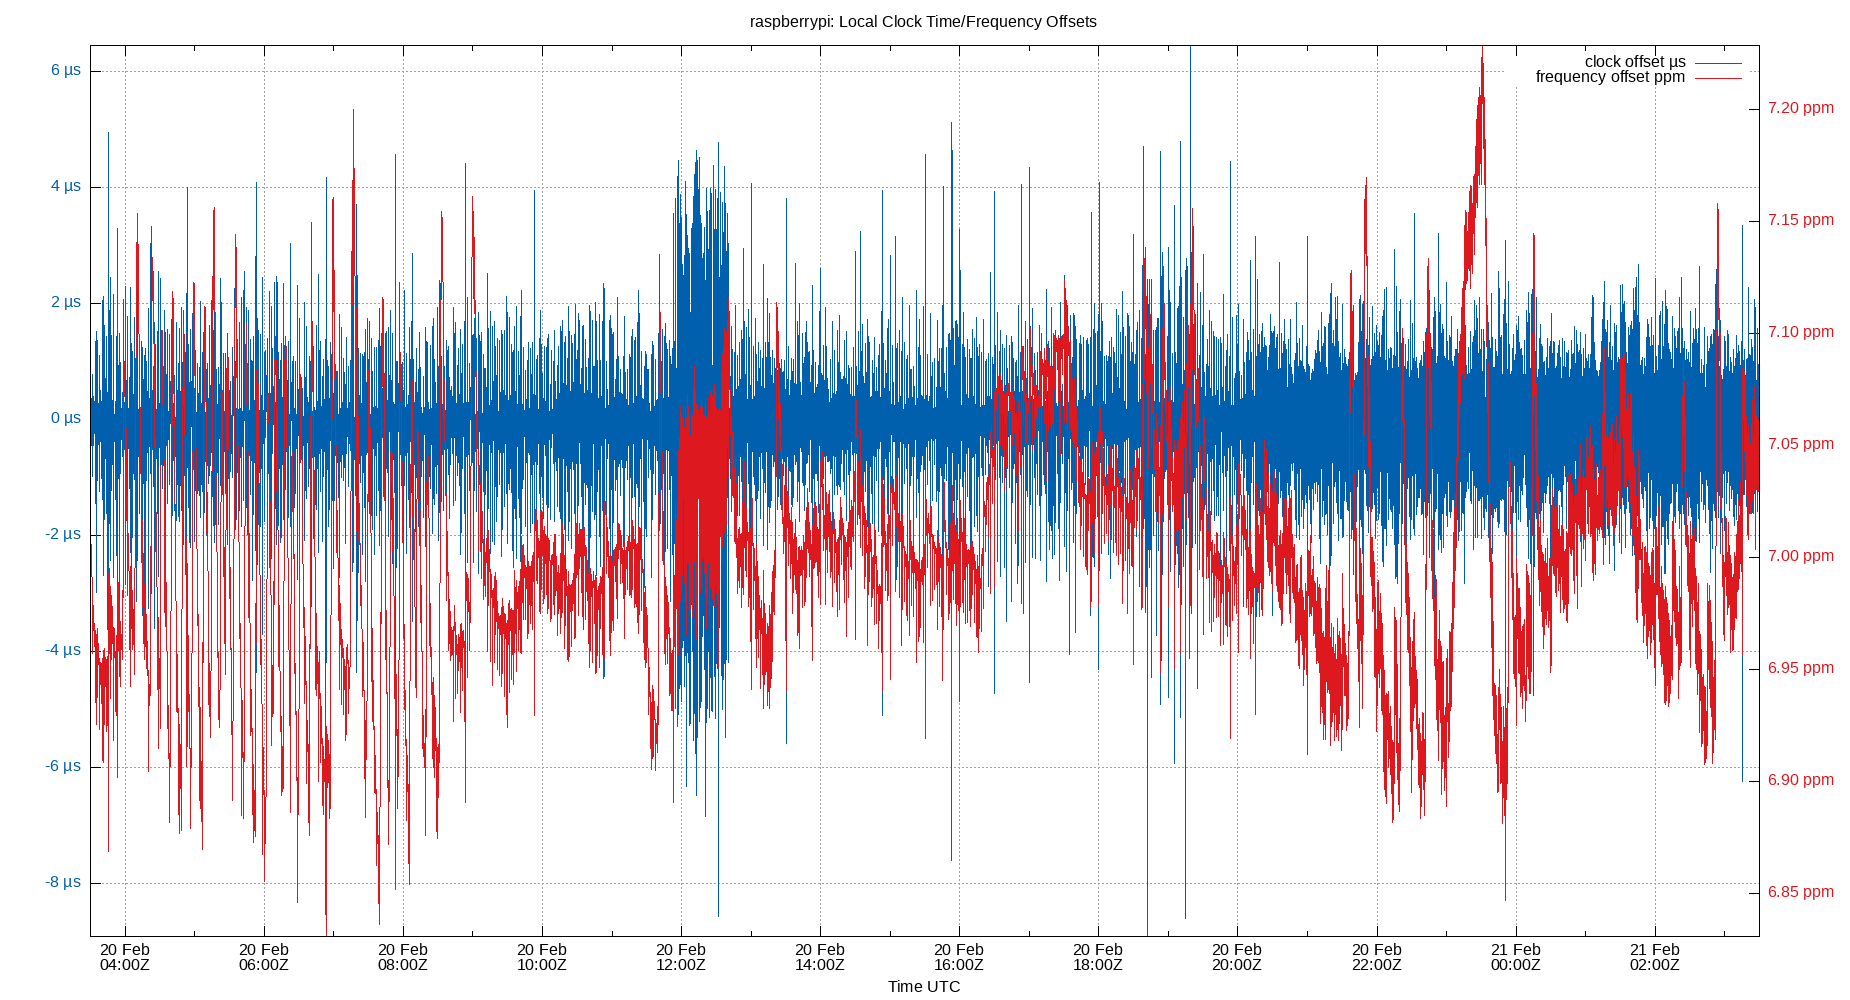 raspberrypi: Local Clock Time/Frequency Offsets
clock offset µs
frequency offset ppm
6 µs
4 µs
2 µs
0 µs
-2 µs
-4 µs
-6 µs
-8 µs
7.20 ppm
7.15 ppm
7.10 ppm
7.05 ppm
7.00 ppm
6.95 ppm
6.90 ppm
6.85 ppm
20 Feb
04:00Z
20 Feb
06:00Z
20 Feb
08:00Z
20 Feb
10:00Z
20 Feb
12:00Z
20 Feb
14:00Z
20 Feb
16:00Z
20 Feb
18:00Z
20 Feb
20:00Z
20 Feb
22:00Z
21 Feb
00:00Z
21 Feb
02:00Z
Time UTC